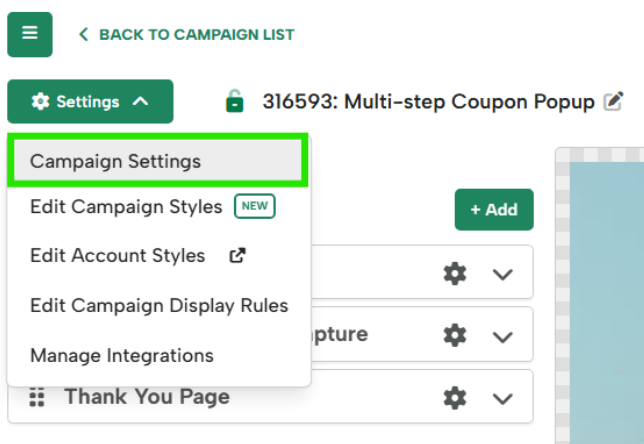 BACK TO CAMPAIGN LIST
Settings
316593: Multi-step Coupon Popup
Campaign Settings
Edit Campaign Styles NEW
+ Add
Edit Account Styles
Edit Campaign Display Rules
pture
Manage Integrations
Thank You Page